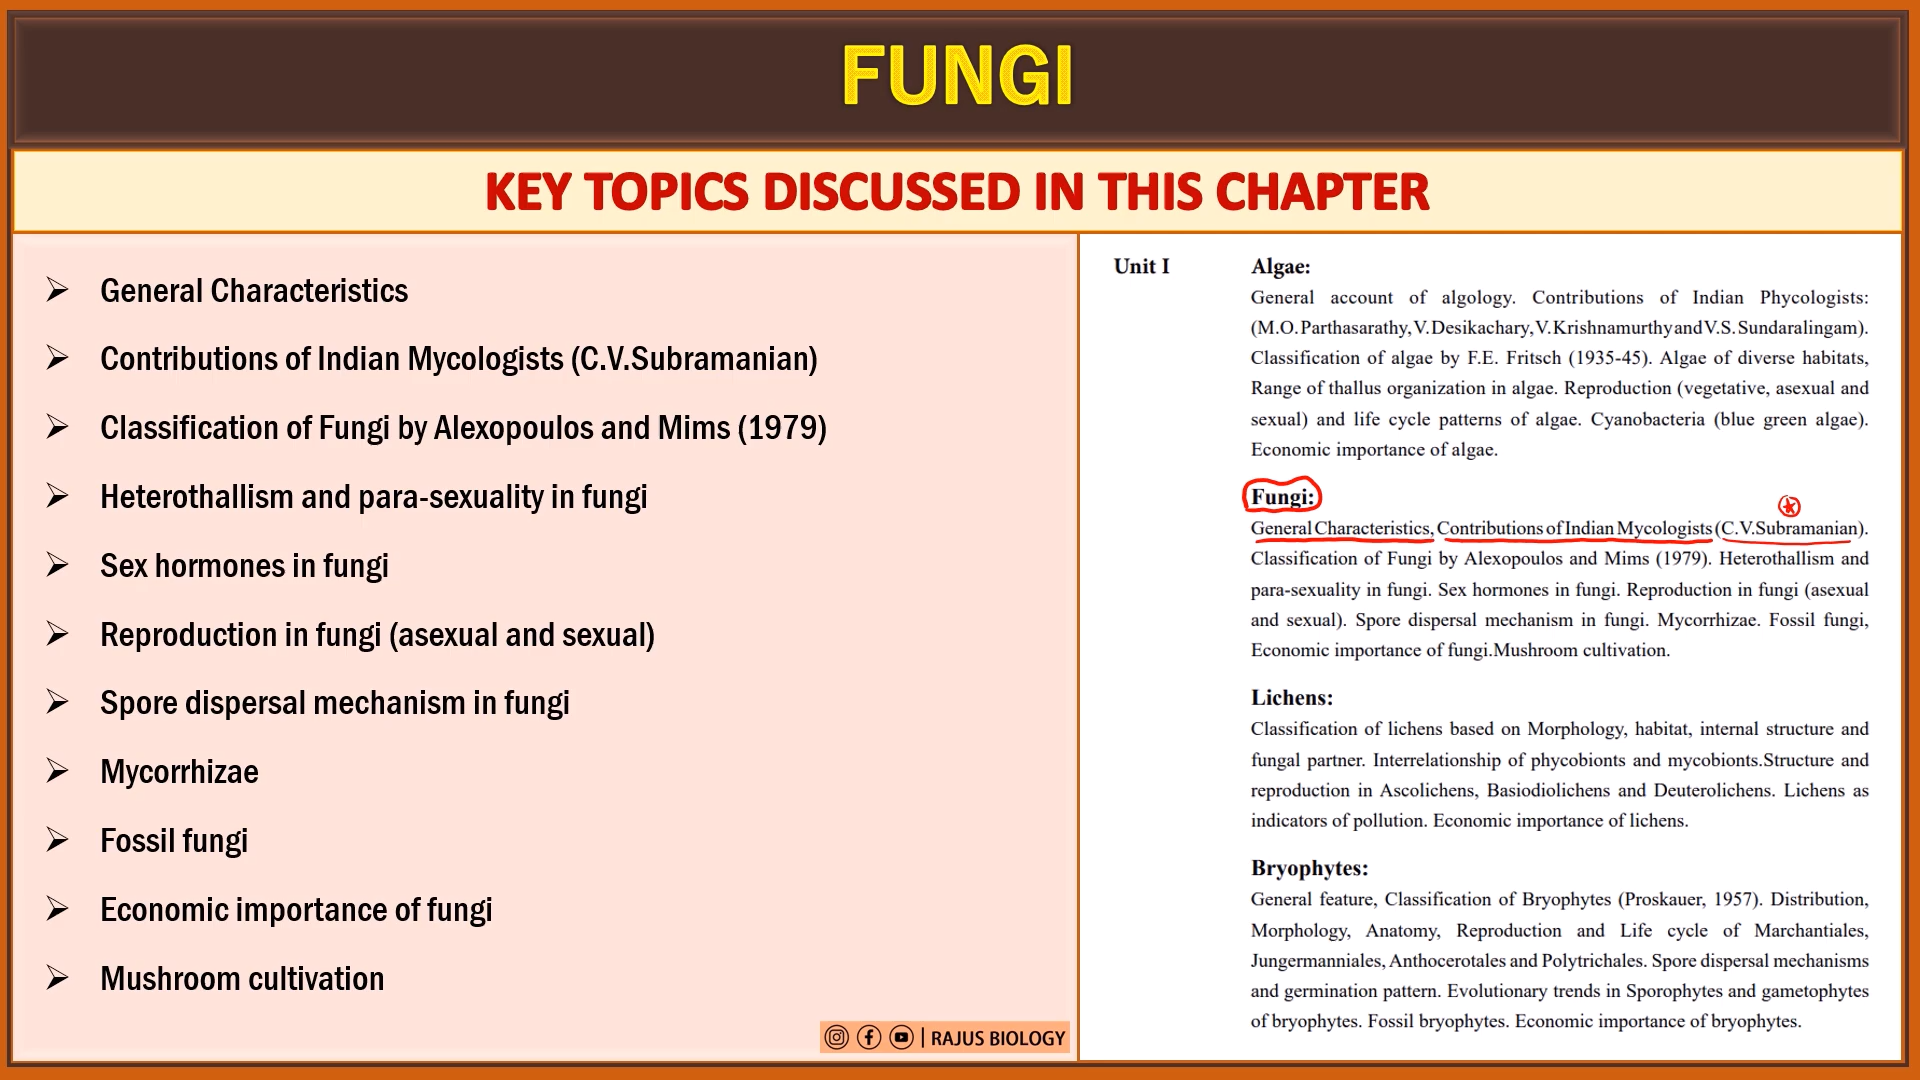 FUNGI
KEY TOPICS DISCUSSED IN THIS CHAPTER
General Characteristics
Contributions of Indian Mycologists (C.V.Subramanian)
Classification of Fungi by Alexopoulos and Mims (1979)
Heterothallism and para-sexuality in fungi
Sex hormones in fungi
Reproduction in fungi (asexual and sexual)
Spore dispersal mechanism in fungi
Mycorrhizae
Fossil fungi
Economic importance of fungi
Mushroom cultivation
| RAJUS BIOLOGY
Unit I
Algae:
General account of algology. Contributions of Indian Phycologists:
(M.O. Parthasarathy, V. Desikachary, V. Krishnamurthy and V.S. Sundaralingam).
Classification of algae by F.E. Fritsch (1935-45). Algae of diverse habitats,
Range of thallus organization in algae. Reproduction (vegetative, asexual and
sexual) and life cycle patterns of algae. Cyanobacteria (blue green algae).
Economic importance of algae.
Fungi:
General Characteristics, Contributions of Indian Mycologists (C.V.Subramanian).
Classification of Fungi by Alexopoulos and Mims (1979). Heterothallism and
para-sexuality in fungi. Sex hormones in fungi. Reproduction in fungi (asexual
and sexual). Spore dispersal mechanism in fungi. Mycorrhizae. Fossil fungi,
Economic importance of fungi.Mushroom cultivation.
Lichens:
Classification of lichens based on Morphology, habitat, internal structure and
fungal partner. Interrelationship of phycobionts and mycobionts.Structure and
reproduction in Ascolichens, Basiodiolichens and Deuterolichens. Lichens as
indicators of pollution. Economic importance of lichens.
Bryophytes:
General feature, Classification of Bryophytes (Proskauer, 1957). Distribution,
Morphology, Anatomy, Reproduction and Life cycle of Marchantiales,
Jungermanniales, Anthocerotales and Polytrichales. Spore dispersal mechanisms
and germination pattern. Evolutionary trends in Sporophytes and gametophytes
of bryophytes. Fossil bryophytes. Economic importance of bryophytes.